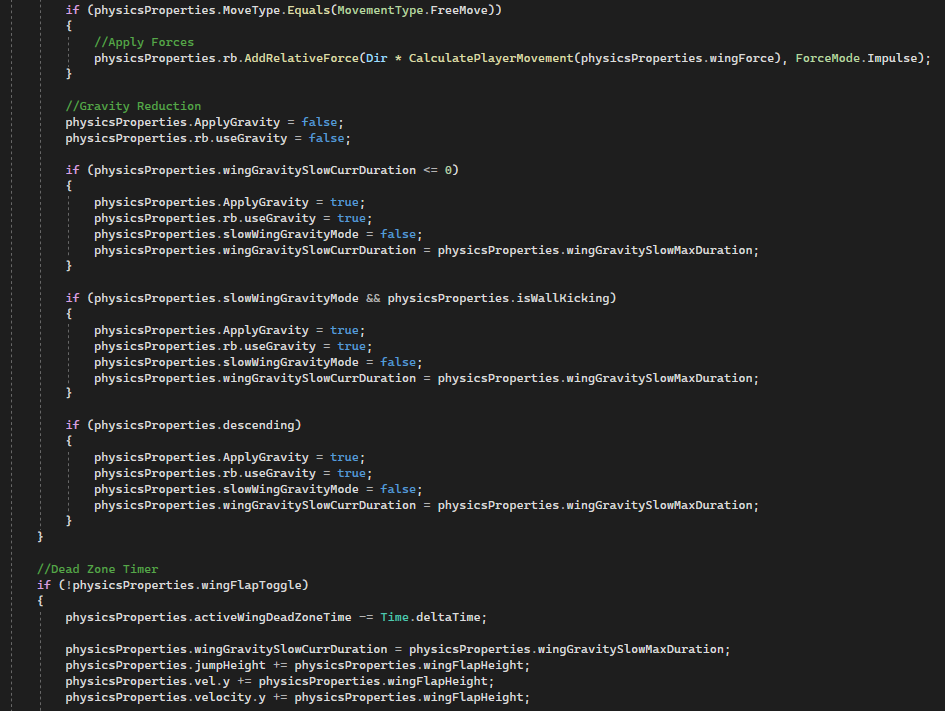 if (physicsProperties.MoveType.Equals(MovementType.FreeMove))
{
//Apply Forces
physicsProperties.rb.AddRelativeForce(Dir * CalculatePlayerMovement(physicsProperties.wingForce), ForceMode.Impulse);
}
//Gravity Reduction
physicsProperties.ApplyGravity = false;
physicsProperties.rb.useGravity = false;
if (physicsProperties.wingGravitySlowCurrDuration <= 0)
{
physicsProperties.ApplyGravity = true;
physicsProperties.rb.useGravity = true;
physicsProperties.slowWingGravityMode = false;
physicsProperties.wingGravitySlowCurrDuration = physicsProperties.wingGravitySlowMaxDuration;
}
if (physicsProperties.slowWingGravityMode && physicsProperties.isWallKicking)
{
physicsProperties.ApplyGravity = true;
physicsProperties.rb.useGravity = true;
physicsProperties.slowWingGravityMode = false;
physicsProperties.wingGravitySlowCurrDuration = physicsProperties.wingGravitySlowMaxDuration;
}
if (physicsProperties.descending)
{
physicsProperties.ApplyGravity = true;
physicsProperties.rb.useGravity = true;
physicsProperties.slowWingGravityMode = false;
physicsProperties.wingGravitySlowCurrDuration = physicsProperties.wingGravitySlowMaxDuration;
}
}
//Dead Zone Timer
if (!physicsProperties.wingFlapToggle)
{
physicsProperties.activeWingDeadZoneTime -= Time.deltaTime;
physicsProperties.wingGravitySlowCurrDuration = physicsProperties.wingGravitySlowMaxDuration;
physicsProperties.jumpHeight += physicsProperties.wingFlapHeight;
physicsProperties.vel.y += physicsProperties.wingFlapHeight;
physicsProperties.velocity.y += physicsProperties.wingFlapHeight;